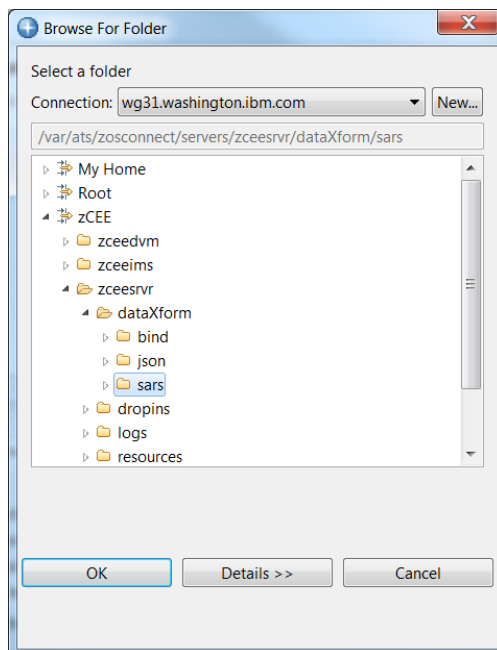 Browse For Folder
Select a folder
Connection: wg31.washington.ibm.com New...
/var/ats/zosconnect/servers/zceesrvr/dataXform/sars
My Home
Root
zCEE
zceedvm
zceeims
zceesrvr
dataXform
bind
json
sars
dropins
logs
resources
OK Details >> Cancel